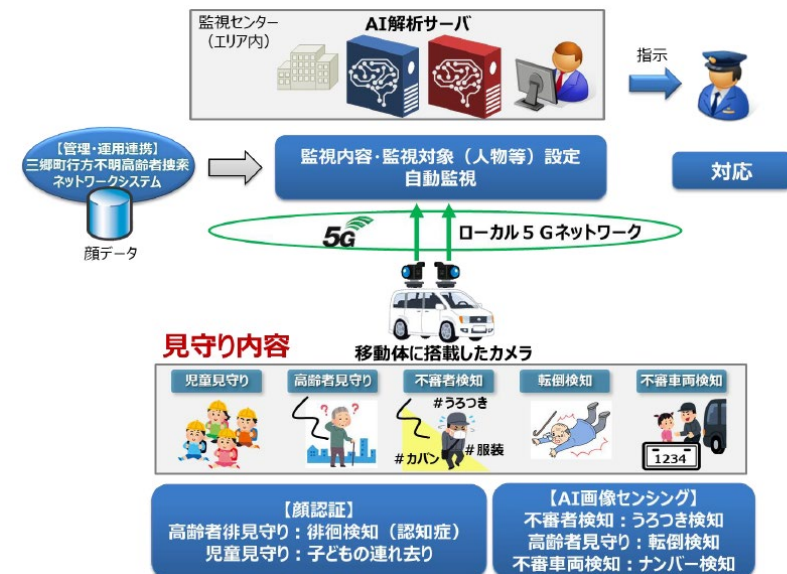 監視センター
（エリア内）
AI解析サーバ
指示
【管理・運用連携】
三郷町行方不明高齢者捜索
ネットワークシステム
顔データ
監視内容・監視対象（人物等）設定
自動監視
対応
5G
ローカル５Gネットワーク
移動体に搭載したカメラ
見守り内容
児童見守り
高齢者見守り
不審者検知
転倒検知
不審車両検知
#うろつき
#服装
#カバン
1234
【顔認証】
高齢者徘見守り：徘徊検知（認知症）
児童見守り：子どもの連れ去り
【AI画像センシング】
不審者検知：うろつき検知
高齢者見守り：転倒検知
不審車両検知：ナンバー検知